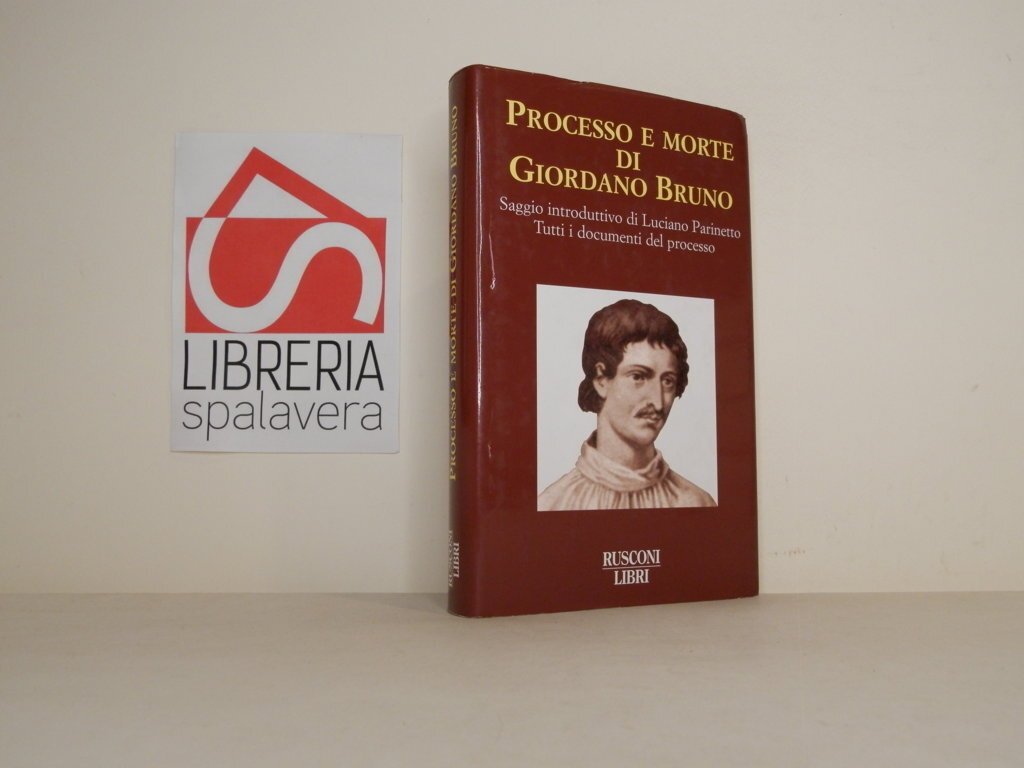 LIBRERIA
spalavera
PROCESSO E MORTE DI GIORDANO BRUNO
RUSCONI
LIBRI
PROCESSO E MORTE
DI
GIORDANO BRUNO
Saggio introduttivo di Luciano Parinetto
Tutti i documenti del processo
RUSCONI
LIBRI